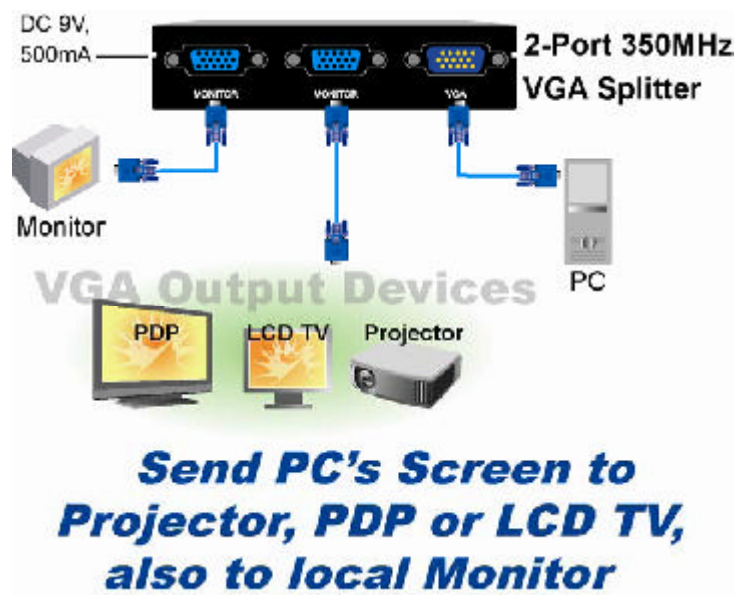 DC 9V,
500mA
2-Port 350MHz
VGA Splitter
MONITOR
MONITOR
VGA
Monitor
PC
VGA Output Devices
PDP
LCD TV
Projector
Send PC's Screen to
Projector, PDP or LCD TV,
also to local Monitor